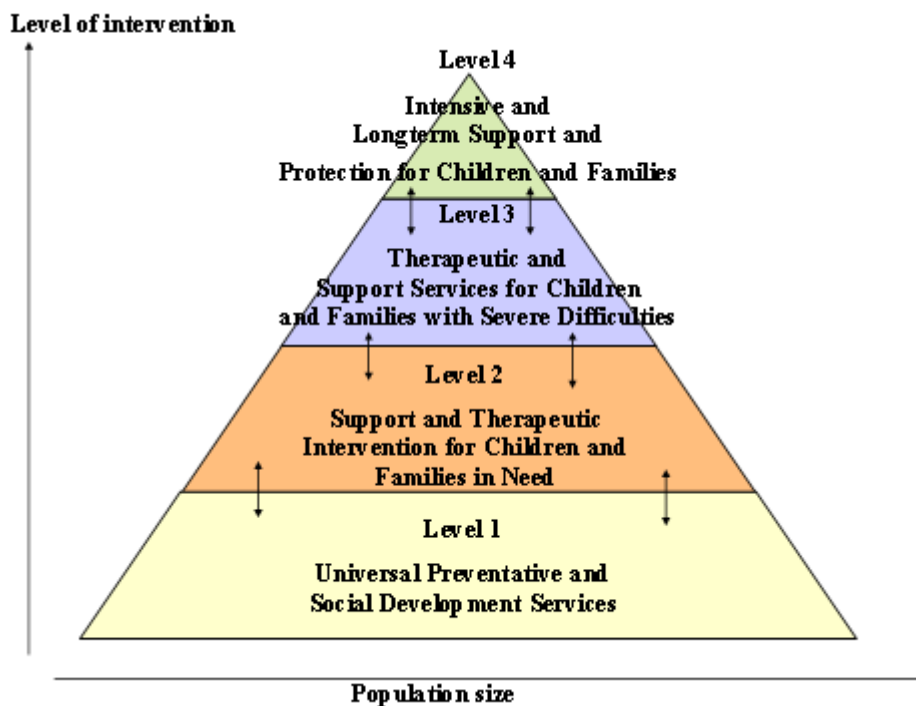 Level of intervention
Level 4
Intensive and
Longterm Support and
Protection for Children and Families
Level 3
Therapeutic and
Support Services for Children
and Families with Severe Difficulties
Level 2
Support and Therapeutic
Intervention for Children and
Families in Need
Level 1
Universal Preventative and
Social Development Services
Population size